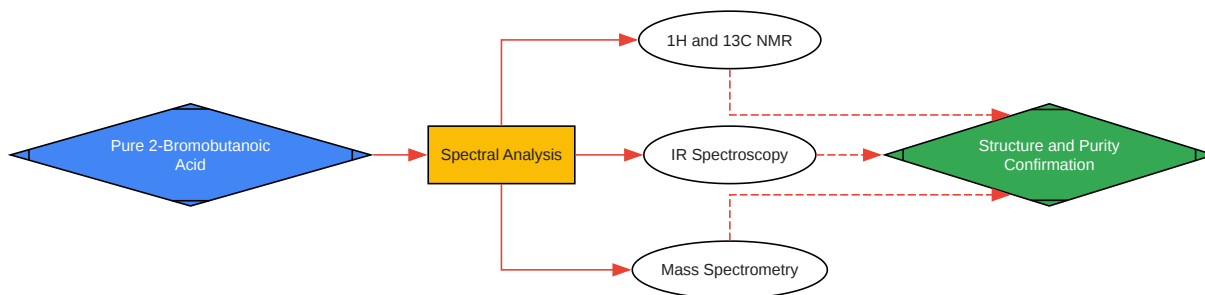 1H and 13C NMR
Pure 2-Bromobutanoic
Acid
Spectral Analysis
IR Spectroscopy
Structure and Purity
Confirmation
Mass Spectrometry